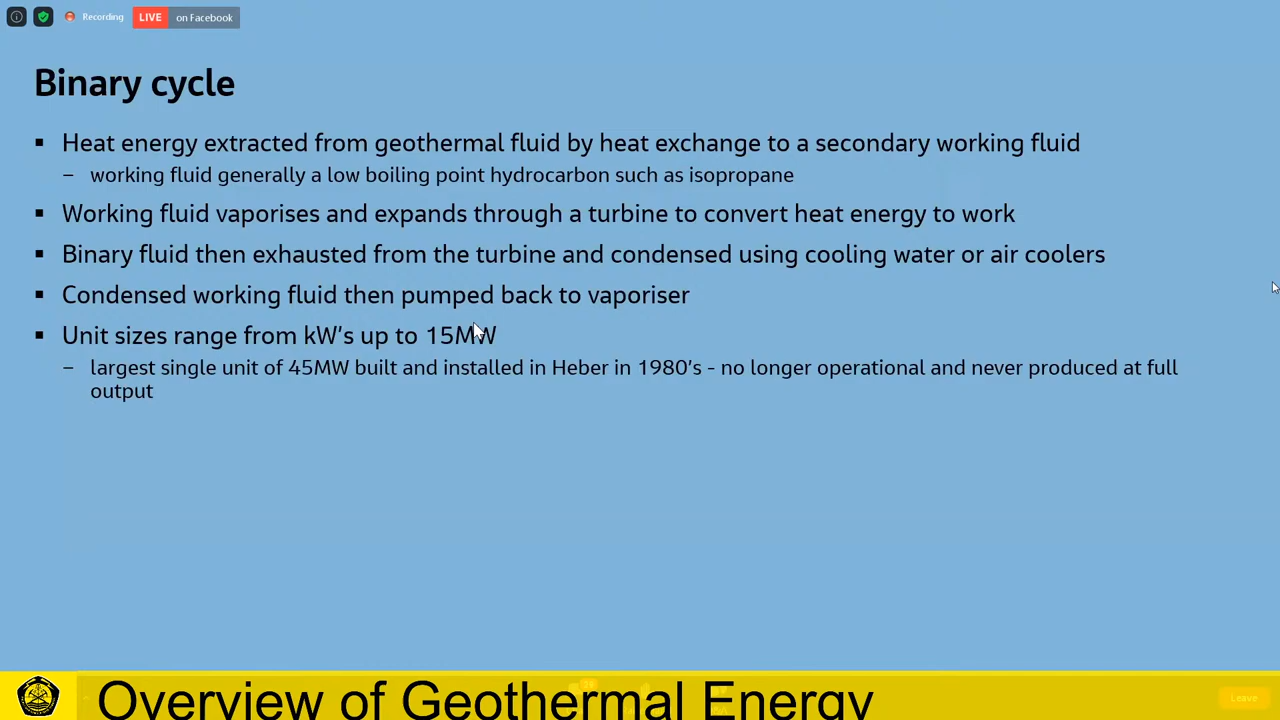 Recording
LIVE on Facebook
Binary cycle
▪ Heat energy extracted from geothermal fluid by heat exchange to a secondary working fluid
– working fluid generally a low boiling point hydrocarbon such as isopropane
▪ Working fluid vaporises and expands through a turbine to convert heat energy to work
▪ Binary fluid then exhausted from the turbine and condensed using cooling water or air coolers
▪ Condensed working fluid then pumped back to vaporiser
▪ Unit sizes range from kW's up to 15MW
– largest single unit of 45MW built and installed in Heber in 1980's - no longer operational and never produced at full
output
Overview of Geothermal Energy
Leave